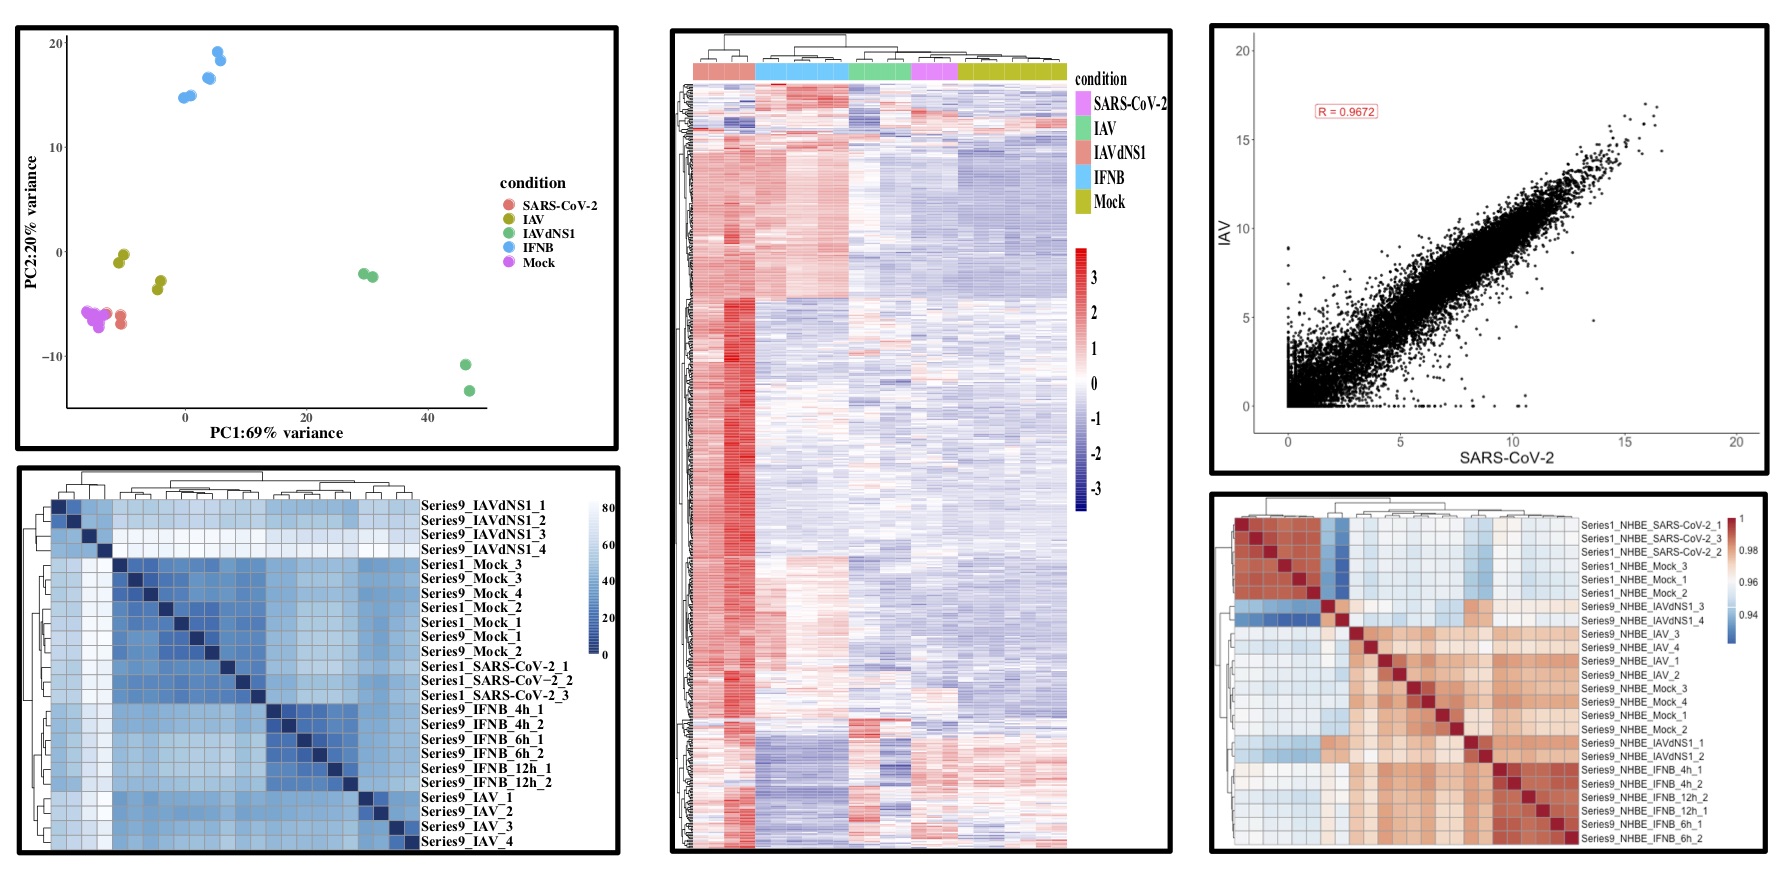 20
10
0
−10
PC2:20% variance
0
20
40
PC1:69% variance
condition
SARS-CoV-2
IAV
IAVdNS1
IFNB
Mock
Series9_IAVdNS1_1
Series9_IAVdNS1_2
Series9_IAVdNS1_3
Series9_IAVdNS1_4
Series1_Mock_3
Series9_Mock_3
Series9_Mock_4
Series1_Mock_2
Series1_Mock_1
Series9_Mock_1
Series9_Mock_2
Series1_SARS-CoV-2_1
Series1_SARS-CoV−2_2
Series1_SARS-CoV-2_3
Series9_IFNB_4h_1
Series9_IFNB_4h_2
Series9_IFNB_6h_1
Series9_IFNB_6h_2
Series9_IFNB_12h_1
Series9_IFNB_12h_2
Series9_IAV_1
Series9_IAV_2
Series9_IAV_3
Series9_IAV_4
80
60
40
20
0
condition
SARS-CoV-2
IAV
IAVdNS1
IFNB
Mock
3
2
1
0
-1
-2
-3
20
15
10
5
0
IAV
R = 0.9672
0
5
10
15
20
SARS-CoV-2
Series1_NHBE_SARS-CoV-2_1
Series1_NHBE_SARS-CoV-2_3
Series1_NHBE_SARS-CoV-2_2
Series1_NHBE_Mock_3
Series1_NHBE_Mock_1
Series1_NHBE_Mock_2
Series9_NHBE_IAVdNS1_3
Series9_NHBE_IAVdNS1_4
Series9_NHBE_IAV_3
Series9_NHBE_IAV_4
Series9_NHBE_IAV_1
Series9_NHBE_IAV_2
Series9_NHBE_Mock_3
Series9_NHBE_Mock_4
Series9_NHBE_Mock_1
Series9_NHBE_Mock_2
Series9_NHBE_IAVdNS1_1
Series9_NHBE_IAVdNS1_2
Series9_NHBE_IFNB_4h_1
Series9_NHBE_IFNB_4h_2
Series9_NHBE_IFNB_12h_2
Series9_NHBE_IFNB_12h_1
Series9_NHBE_IFNB_6h_1
Series9_NHBE_IFNB_6h_2
1
0.98
0.96
0.94